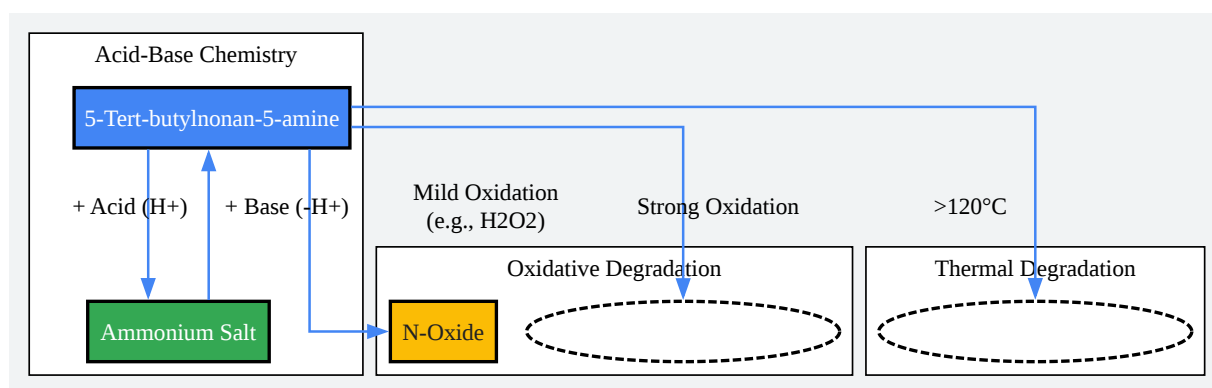 Acid-Base Chemistry
5-Tert-butylnonan-5-amine
+ Acid (H+)
+ Base (-H+)
Mild Oxidation
(e.g., H2O2)
Strong Oxidation
>120°C
Oxidative Degradation
Thermal Degradation
Ammonium Salt
N-Oxide